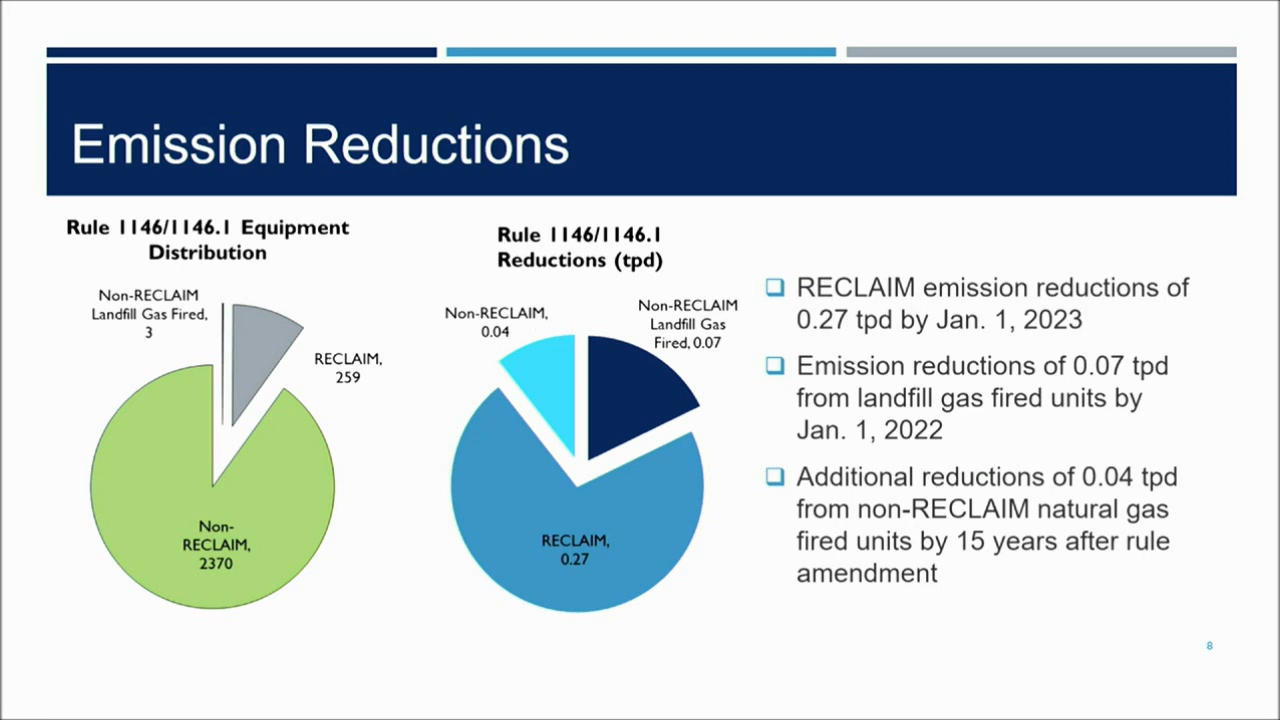 Emission Reductions
Rule 1146/1146.1 Equipment
Distribution
Non-RECLAIM
Landfill Gas Fired,
3
RECLAIM,
259
Non-
RECLAIM,
2370
Rule 1146/1146.1
Reductions (tpd)
Non-RECLAIM,
0.04
Non-RECLAIM
Landfill Gas
Fired, 0.07
RECLAIM,
0.27
RECLAIM emission reductions of
0.27 tpd by Jan. 1, 2023
Emission reductions of 0.07 tpd
from landfill gas fired units by
Jan. 1, 2022
Additional reductions of 0.04 tpd
from non-RECLAIM natural gas
fired units by 15 years after rule
amendment
8